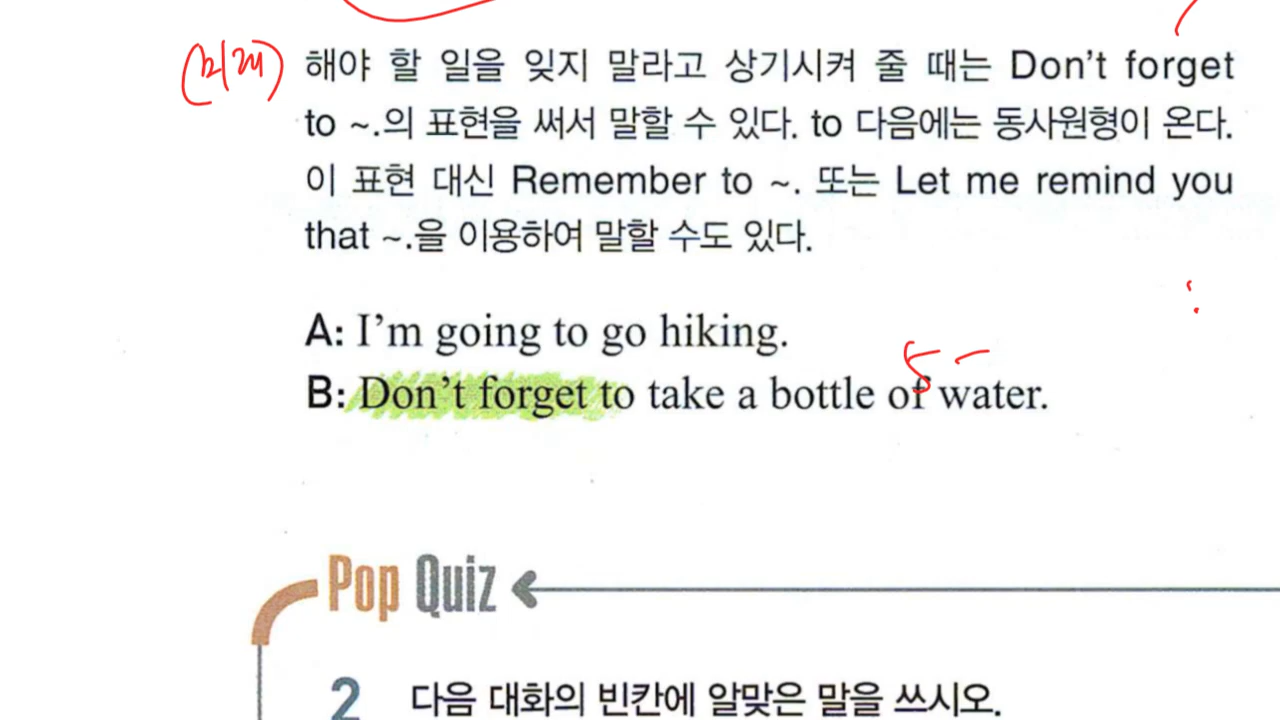 (미래) 해야 할 일을 잊지 말라고 상기시켜 줄 때는 Don't forget
to ~.의 표현을 써서 말할 수 있다. to 다음에는 동사원형이 온다.
이 표현 대신 Remember to ~. 또는 Let me remind you
that ~.을 이용하여 말할 수도 있다.
A: I'm going to go hiking.
B: Don't forget to take a bottle of water.
Pop Quiz
2 다음 대화의 빈칸에 알맞은 말을 쓰시오.